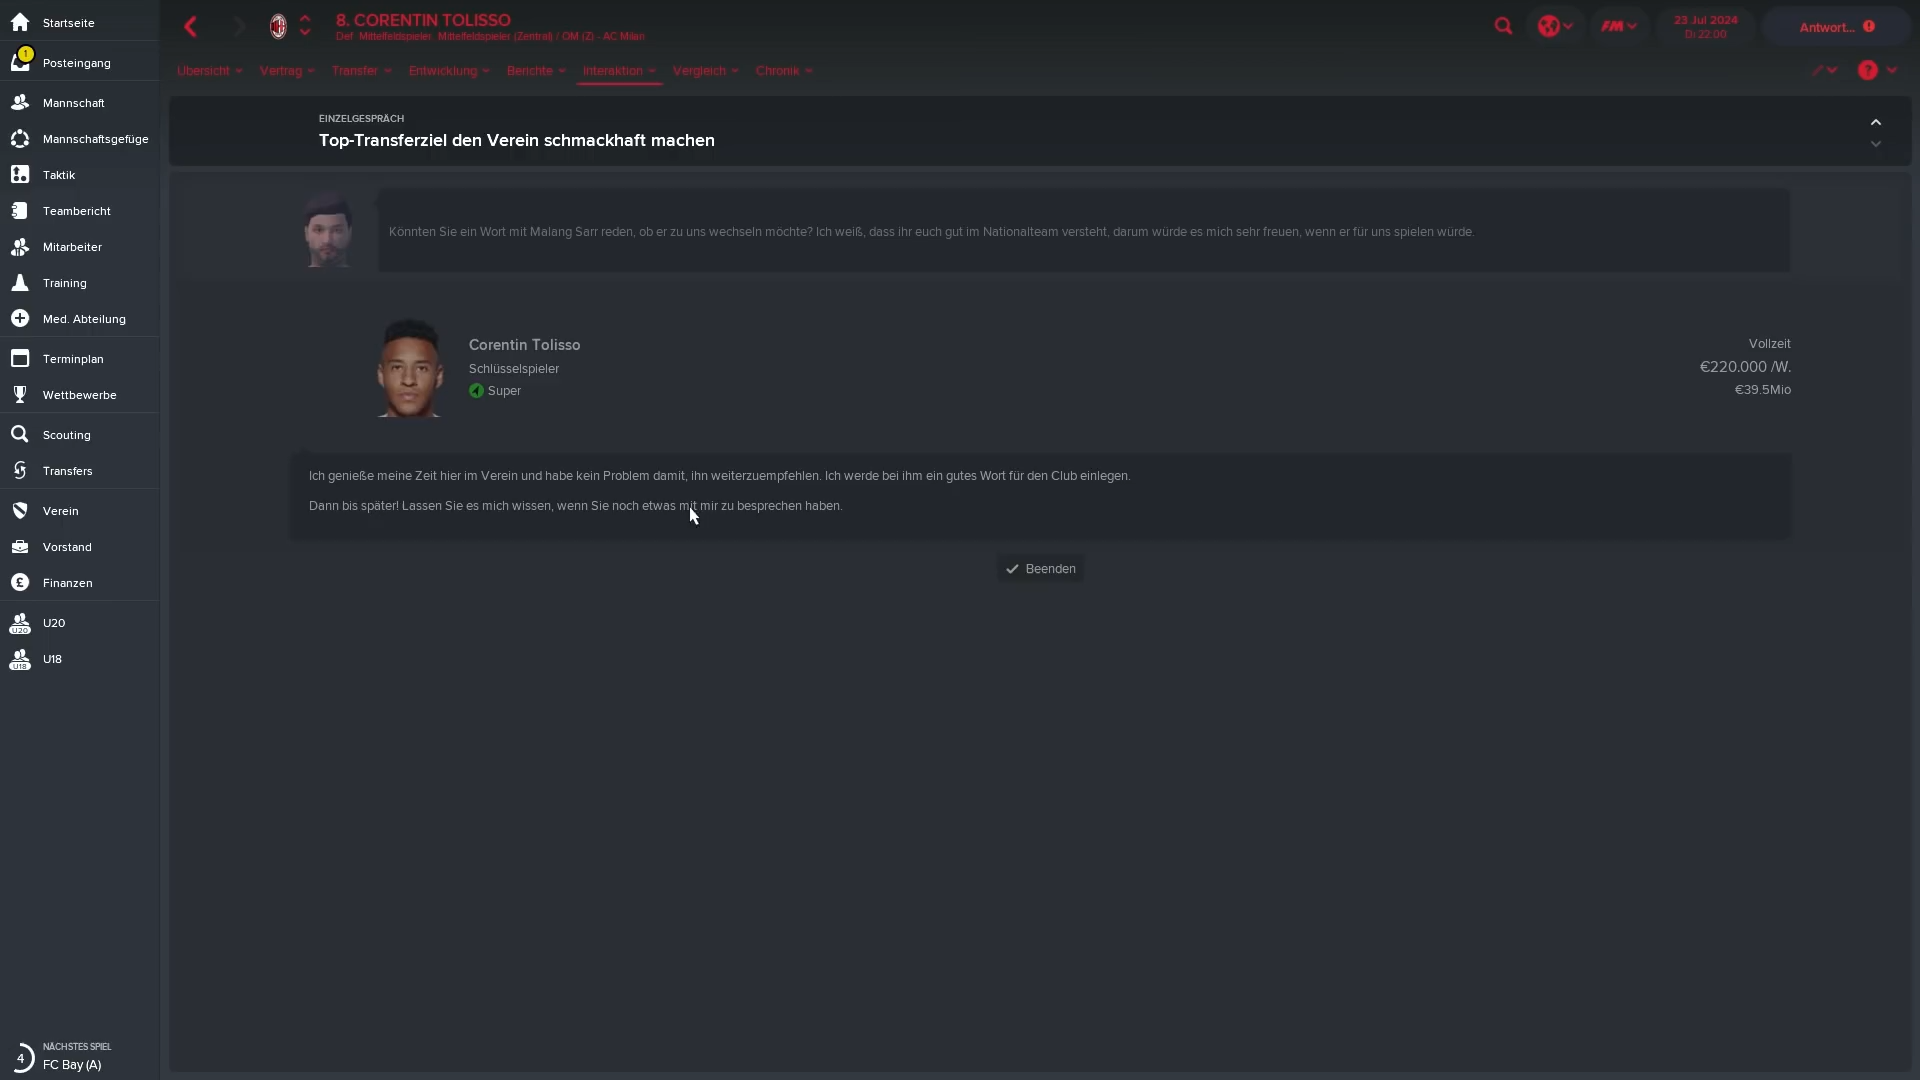 Startseite
1
Posteingang
Mannschaft
Mannschaftsgefüge
Taktik
Teambericht
Mitarbeiter
Training
Med. Abteilung
Terminplan
Wettbewerbe
Scouting
Transfers
Verein
Vorstand
Finanzen
U20
U18
4
NÄCHSTES SPIEL
FC Bay (A)
8. CORENTIN TOLISSO
Def. Mittelfeldspieler, Mittelfeldspieler (Zentral) / OM (Z) - AC Milan
FM
23 Jul 2024
Di 22:00
Antwort...
Übersicht Vertrag Transfer Entwicklung Berichte Interaktion Vergleich Chronik
EINZELGESPRÄCH
Top-Transferziel den Verein schmackhaft machen
Könnten Sie ein Wort mit Malang Sarr reden, ob er zu uns wechseln möchte? Ich weiß, dass ihr euch gut im Nationalteam versteht, darum würde es mich sehr freuen, wenn er für uns spielen würde.
Corentin Tolisso
Schlüsselspieler
Super
Vollzeit
€220.000 /W.
€39.5Mio
Ich genieße meine Zeit hier im Verein und habe kein Problem damit, ihn weiterzuempfehlen. Ich werde bei ihm ein gutes Wort für den Club einlegen.
Dann bis später! Lassen Sie es mich wissen, wenn Sie noch etwas mit mir zu besprechen haben.
Beenden